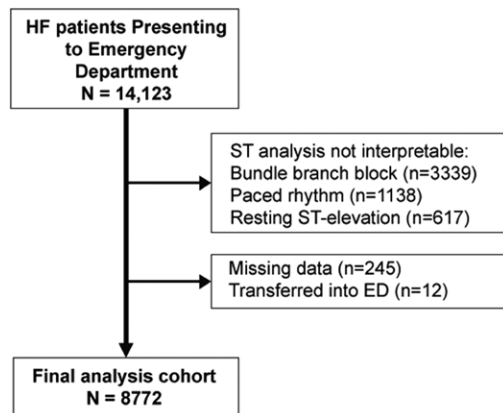 HF patients Presenting
to Emergency
Department
N = 14,123
ST analysis not interpretable:
Bundle branch block (n=3339)
Paced rhythm (n=1138)
Resting ST-elevation (n=617)
Missing data (n=245)
Transferred into ED (n=12)
Final analysis cohort
N = 8772